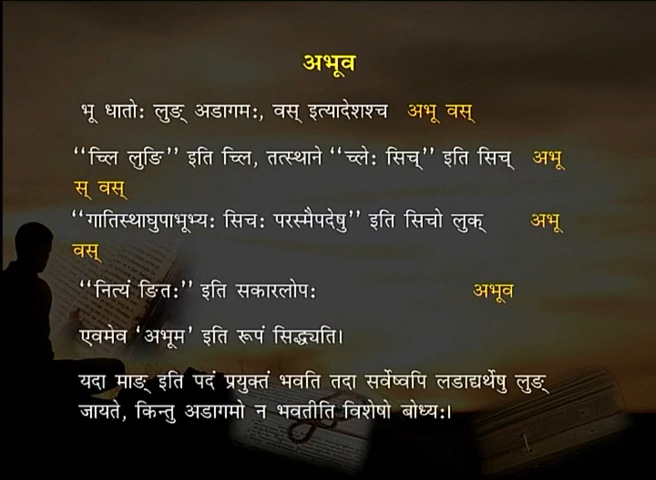 अभूव
भू धातोः लुङ् अडागमः, वस् इत्यादेशश्च अभू वस्
“च्लि लुङि” इति च्लि, तत्स्थाने “च्लेः सिच्” इति सिच् अभू
स् वस्
“गातिस्थाघुपाभूभ्यः सिचः परस्मैपदेषु” इति सिचो लुक् अभू
वस्
“नित्यं ङितः” इति सकारलोपः अभूव
एवमेव ‘अभूम’ इति रूपं सिद्ध्यति।
यदा माङ् इति पदं प्रयुक्तं भवति तदा सर्वेष्वपि लडाद्यर्थेषु लुङ्
जायते, किन्तु अडागमो न भवतीति विशेषो बोध्यः।